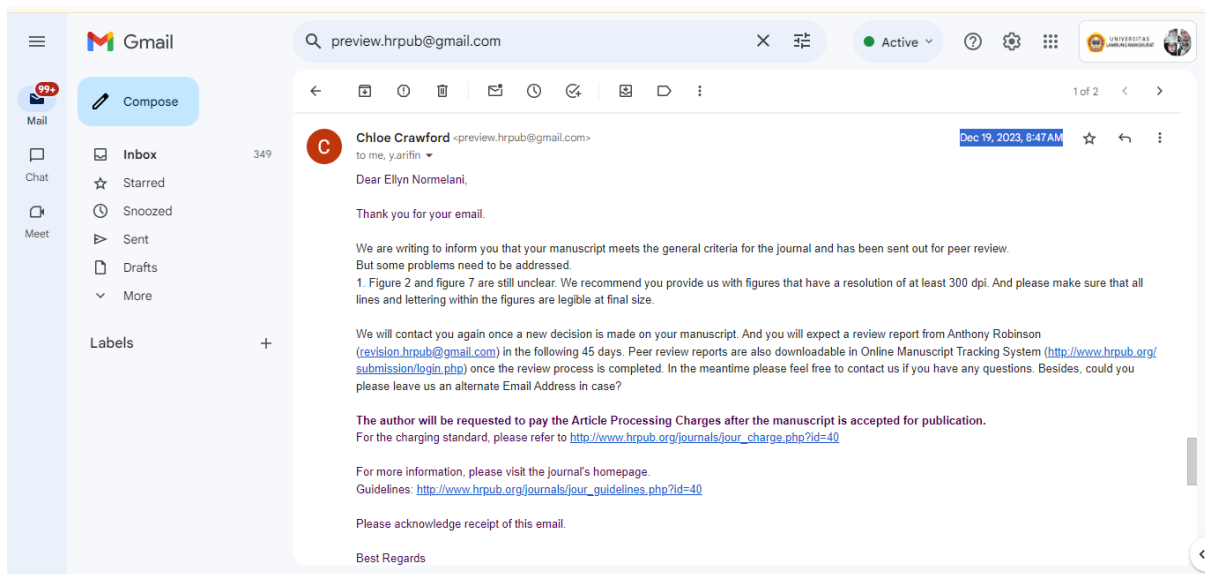 Gmail
preview.hrpub@gmail.com
Active
UNIVERSITAS
LAMBUNG MANGKURAT
99+
Mail
Chat
Meet
Compose
Inbox 349
Starred
Snoozed
Sent
Drafts
More
Labels
1 of 2
C
Chloe Crawford <preview.hrpub@gmail.com> Dec 19, 2023, 8:47 AM
to me, y.arifin
Dear Ellyn Normelani,
Thank you for your email.
We are writing to inform you that your manuscript meets the general criteria for the journal and has been sent out for peer review.
But some problems need to be addressed.
1. Figure 2 and figure 7 are still unclear. We recommend you provide us with figures that have a resolution of at least 300 dpi. And please make sure that all
lines and lettering within the figures are legible at final size.
We will contact you again once a new decision is made on your manuscript. And you will expect a review report from Anthony Robinson
(revision.hrpub@gmail.com) in the following 45 days. Peer review reports are also downloadable in Online Manuscript Tracking System (http://www.hrpub.org/
submission/login.php) once the review process is completed. In the meantime please feel free to contact us if you have any questions. Besides, could you
please leave us an alternate Email Address in case?
The author will be requested to pay the Article Processing Charges after the manuscript is accepted for publication.
For the charging standard, please refer to http://www.hrpub.org/journals/jour_charge.php?id=40
For more information, please visit the journal's homepage.
Guidelines: http://www.hrpub.org/journals/jour_guidelines.php?id=40
Please acknowledge receipt of this email.
Best Regards